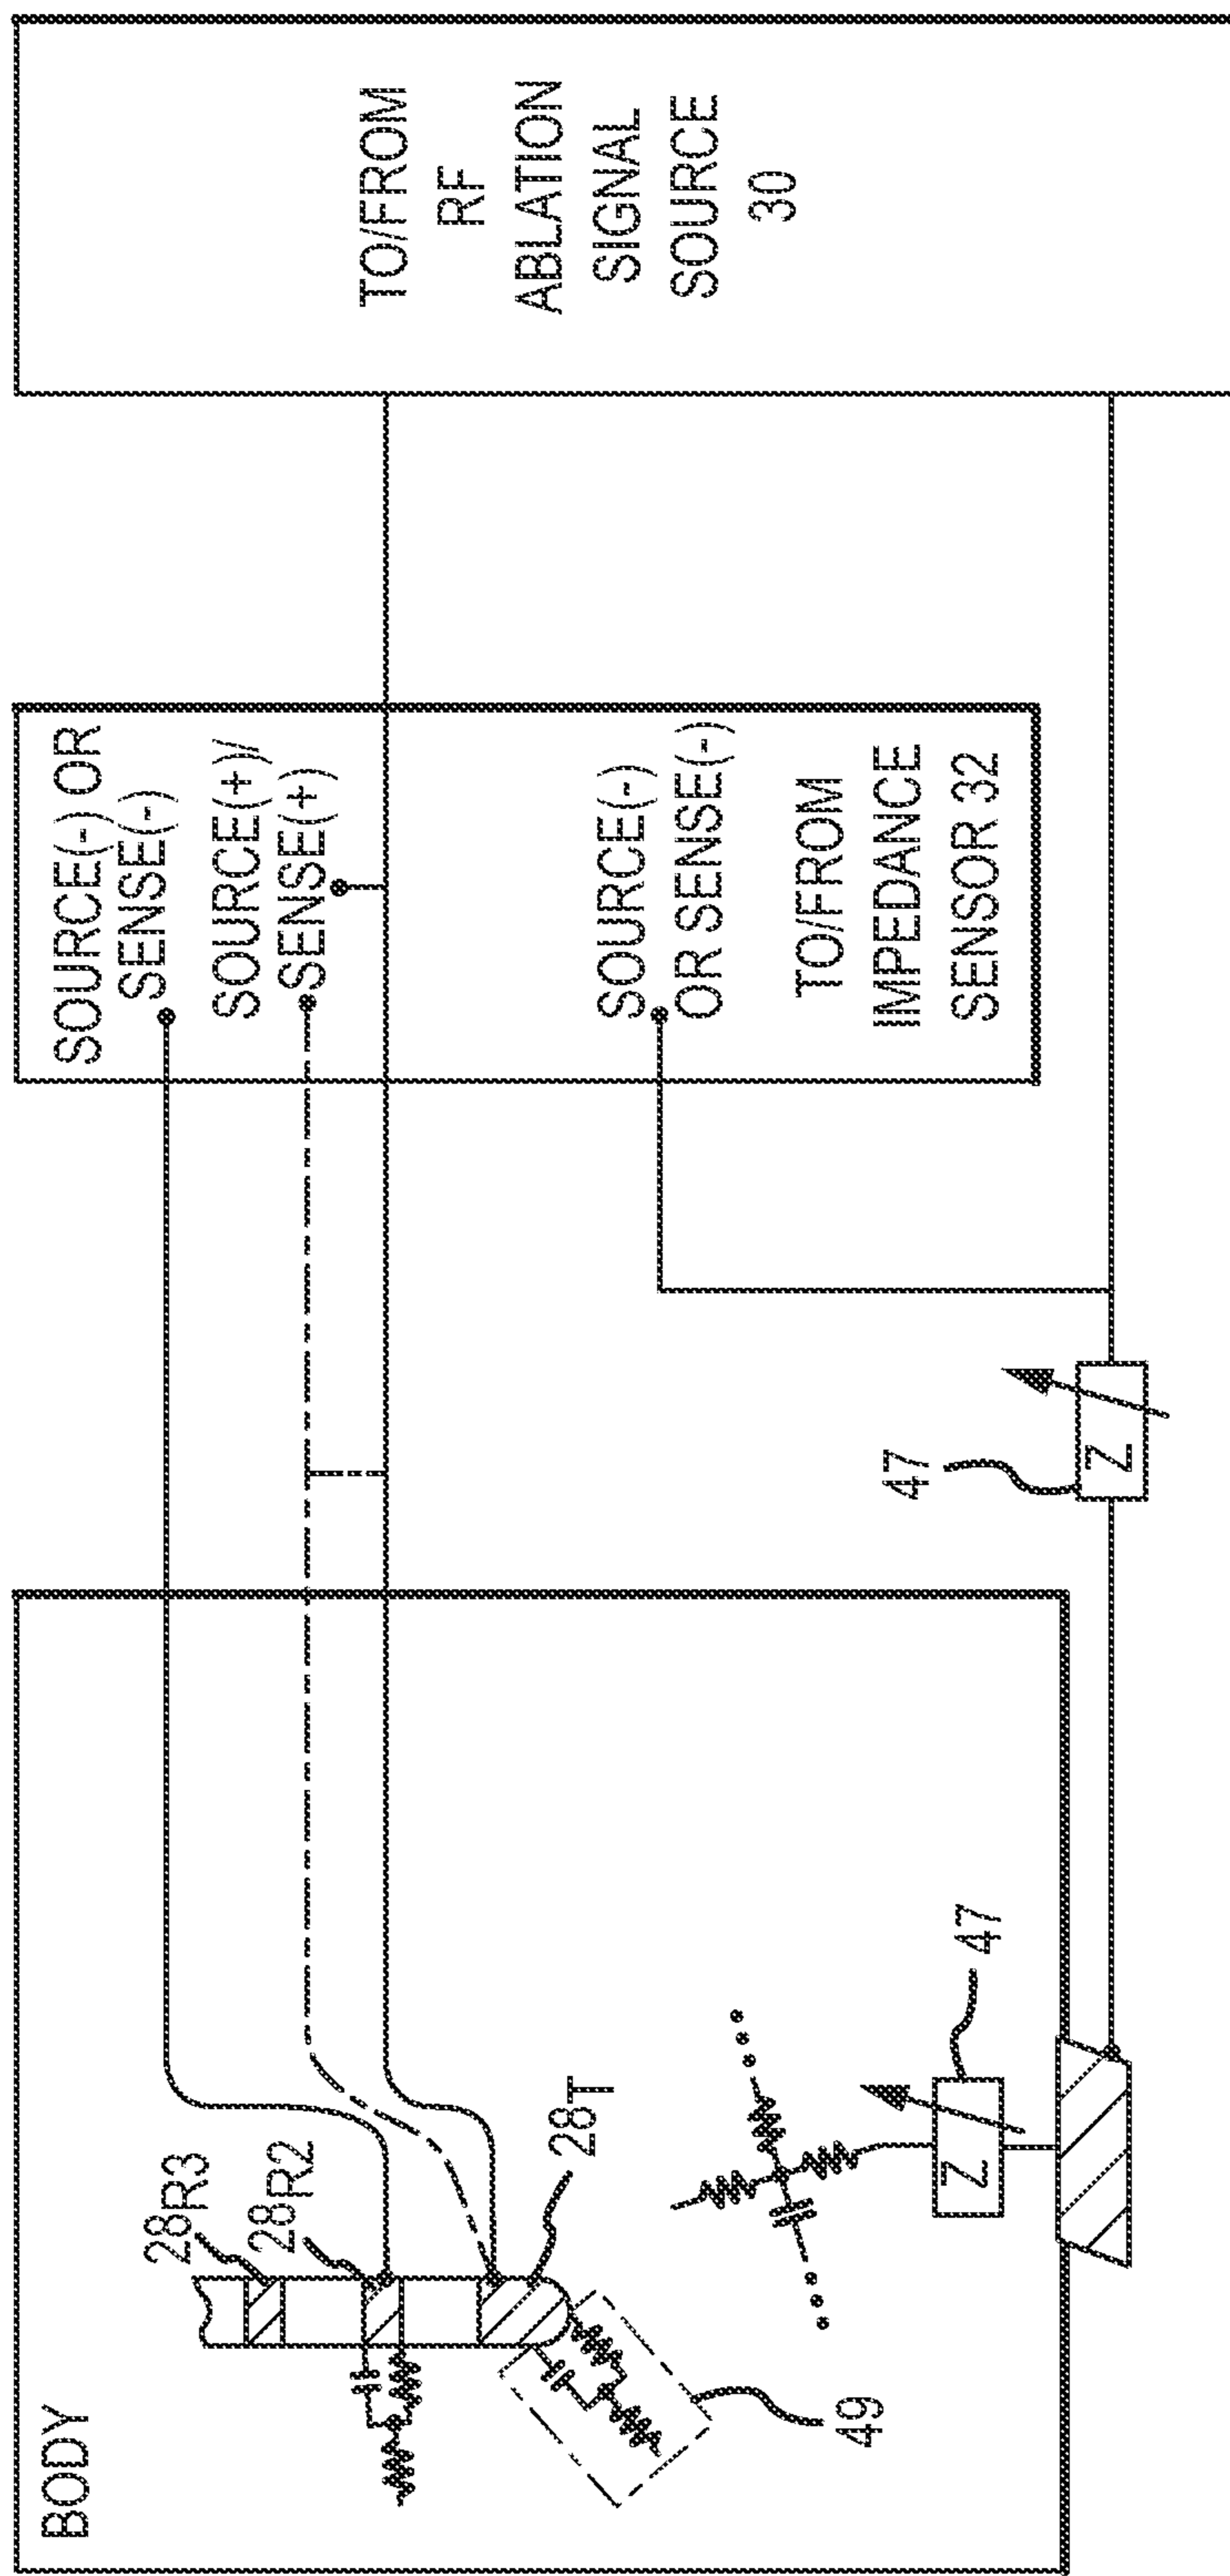 BODY
28R3
28R2
28T
49
47
Z
47
Z
SOURCE(-) OR
SENSE(-)
SOURCE(+)/
SENSE(+)
SOURCE(-)
OR SENSE(-)
TO/FROM
IMPEDANCE
SENSOR 32
TO/FROM
RF
ABLATION
SIGNAL
SOURCE
30